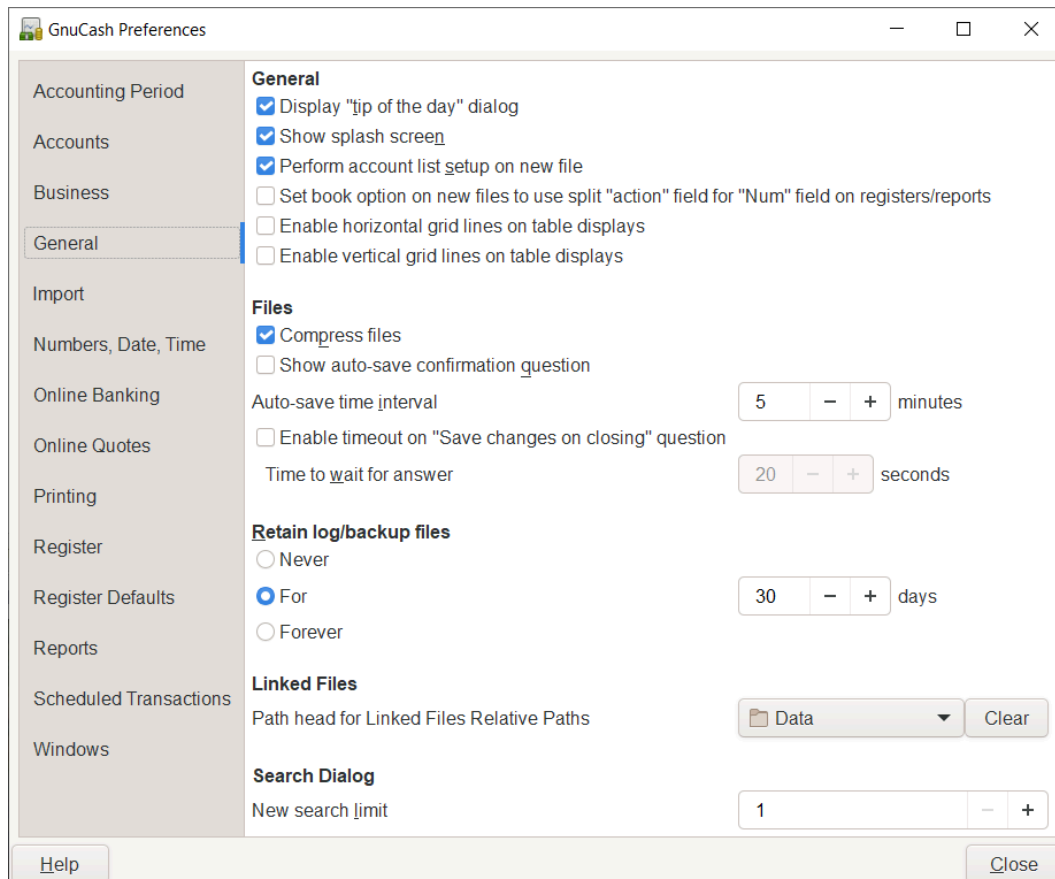 GnuCash Preferences
Accounting Period
Accounts
Business
General
Import
Numbers, Date, Time
Online Banking
Online Quotes
Printing
Register
Register Defaults
Reports
Scheduled Transactions
Windows
General
Display "tip of the day" dialog
Show splash screen
Perform account list setup on new file
Set book option on new files to use split "action" field for "Num" field on registers/reports
Enable horizontal grid lines on table displays
Enable vertical grid lines on table displays
Files
Compress files
Show auto-save confirmation question
Auto-save time interval 5 − + minutes
Enable timeout on "Save changes on closing" question
Time to wait for answer 20 − + seconds
Retain log/backup files
Never
For 30 − + days
Forever
Linked Files
Path head for Linked Files Relative Paths Data Clear
Search Dialog
New search limit 1 − +
Help Close